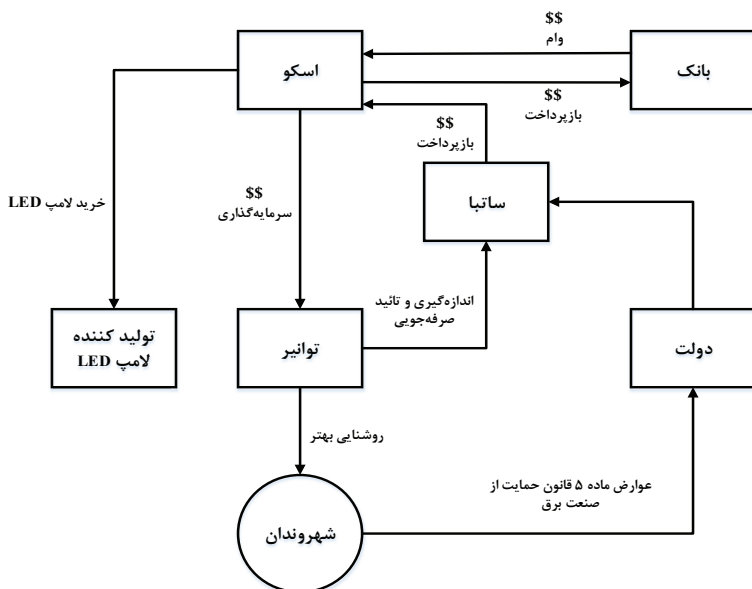 $$
وام
اسکو
بانک
$$
بازپرداخت
$$
بازپرداخت
ساتبا
خرید لامپ LED
$$
سرمایه‌گذاری
اندازه‌گیری و تائید
صرفه‌جویی
تولید کننده
لامپ LED
توانیر
دولت
روشنایی بهتر
عوارض ماده ۵ قانون حمایت از
صنعت برق
شهروندان